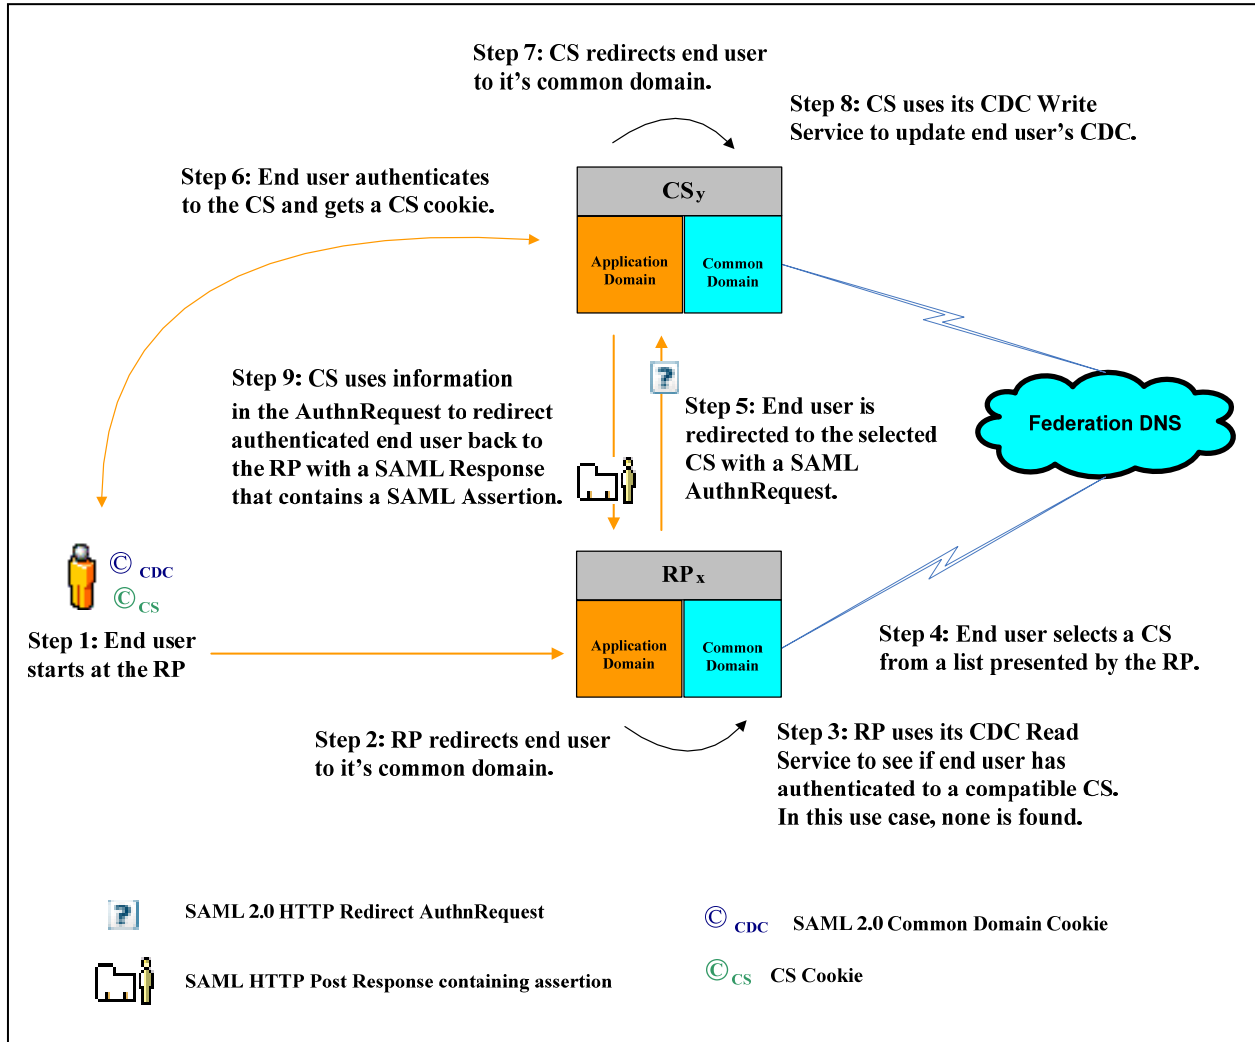 Step 7: CS redirects end user
to it's common domain.
Step 8: CS uses its CDC Write
Service to update end user's CDC.
Step 6: End user authenticates
to the CS and gets a CS cookie.
CSy
Application
Domain
Common
Domain
Step 9: CS uses information
in the AuthnRequest to redirect
authenticated end user back to
the RP with a SAML Response
that contains a SAML Assertion.
?
Step 5: End user is
redirected to the selected
CS with a SAML
AuthnRequest.
Federation DNS
© CDC
© CS
Step 1: End user
starts at the RP
RPx
Application
Domain
Common
Domain
Step 4: End user selects a CS
from a list presented by the RP.
Step 2: RP redirects end user
to it's common domain.
Step 3: RP uses its CDC Read
Service to see if end user has
authenticated to a compatible CS.
In this use case, none is found.
?
SAML 2.0 HTTP Redirect AuthnRequest
© CDC
SAML 2.0 Common Domain Cookie
SAML HTTP Post Response containing assertion
© CS
CS Cookie